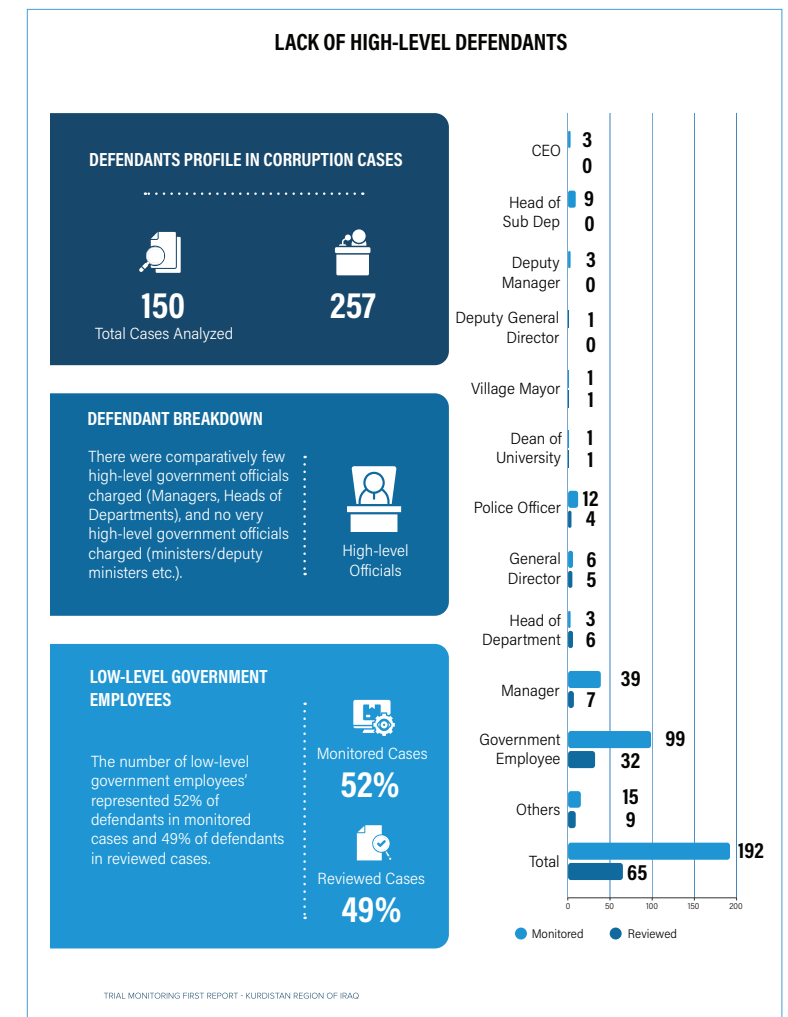 LACK OF HIGH-LEVEL DEFENDANTS
DEFENDANTS PROFILE IN CORRUPTION CASES
150
Total Cases Analyzed
257
DEFENDANT BREAKDOWN
There were comparatively few
high-level government officials
charged (Managers, Heads of
Departments), and no very
high-level government officials
charged (ministers/deputy
ministers etc.).
High-level
Officials
LOW-LEVEL GOVERNMENT
EMPLOYEES
The number of low-level
government employees'
represented 52% of
defendants in monitored
cases and 49% of defendants
in reviewed cases.
Monitored Cases
52%
Reviewed Cases
49%
CEO
3
0
Head of
Sub Dep
9
0
Deputy
Manager
3
0
Deputy General
Director
1
0
Village Mayor
1
1
Dean of
University
1
1
Police Officer
12
4
General
Director
6
5
Head of
Department
3
6
Manager
39
7
Government
Employee
99
32
Others
15
9
Total
192
65
0 50 100 150 200
Monitored Reviewed
TRIAL MONITORING FIRST REPORT - KURDISTAN REGION OF IRAQ